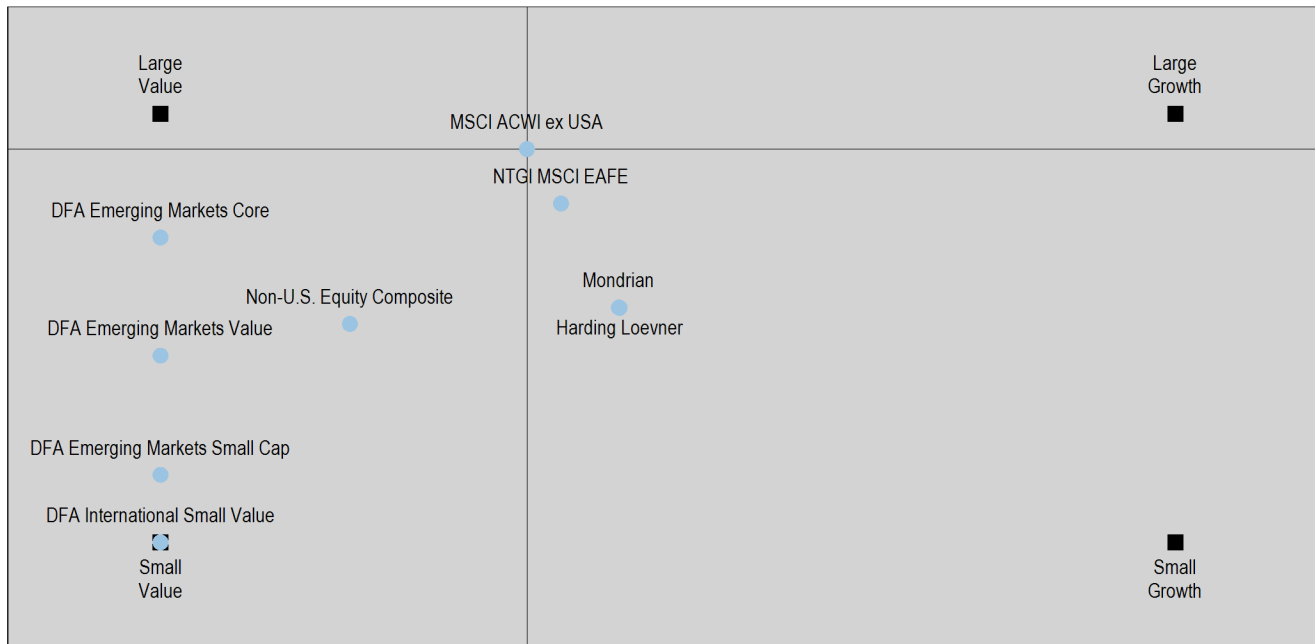 Large
Value
Large
Growth
MSCI ACWI ex USA
NTGI MSCI EAFE
DFA Emerging Markets Core
Mondrian
Non-U.S. Equity Composite
DFA Emerging Markets Value
Harding Loevner
DFA Emerging Markets Small Cap
DFA International Small Value
Small
Value
Small
Growth